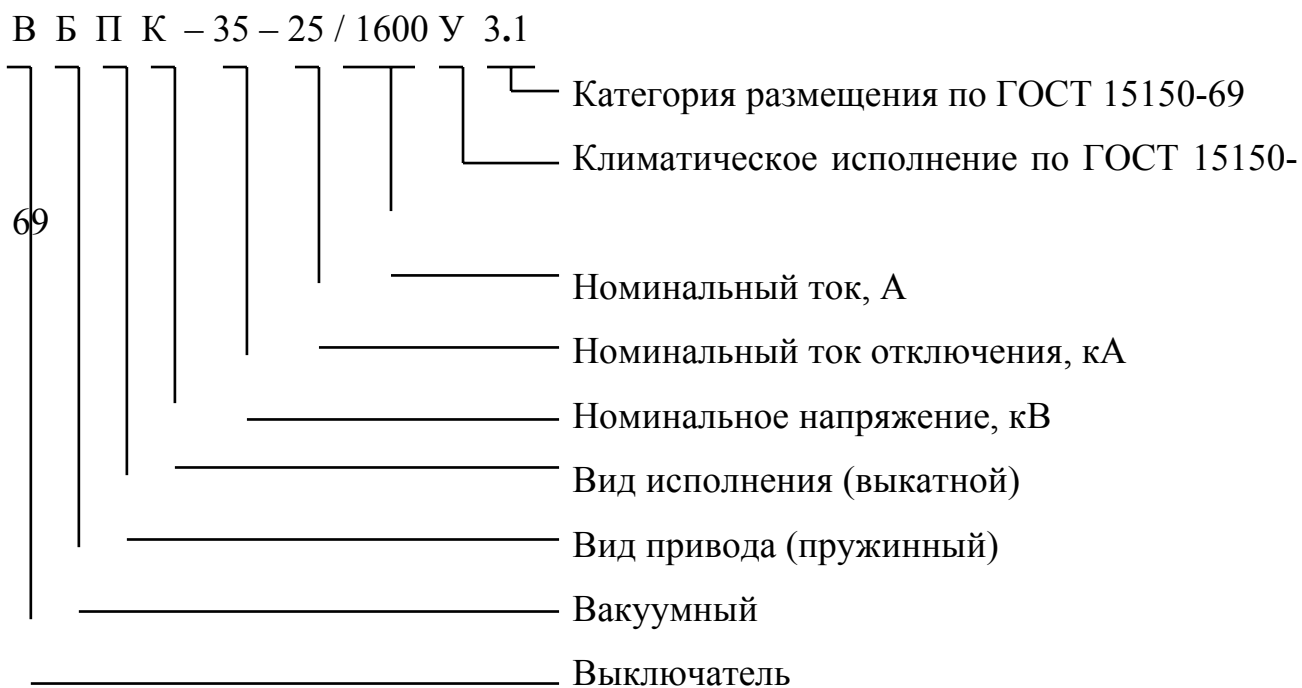 В Б П К – 35 – 25 / 1600 У 3.1
Категория размещения по ГОСТ 15150-69
Климатическое исполнение по ГОСТ 15150-
69
Номинальный ток, А
Номинальный ток отключения, кА
Номинальное напряжение, кВ
Вид исполнения (выкатной)
Вид привода (пружинный)
Вакуумный
Выключатель